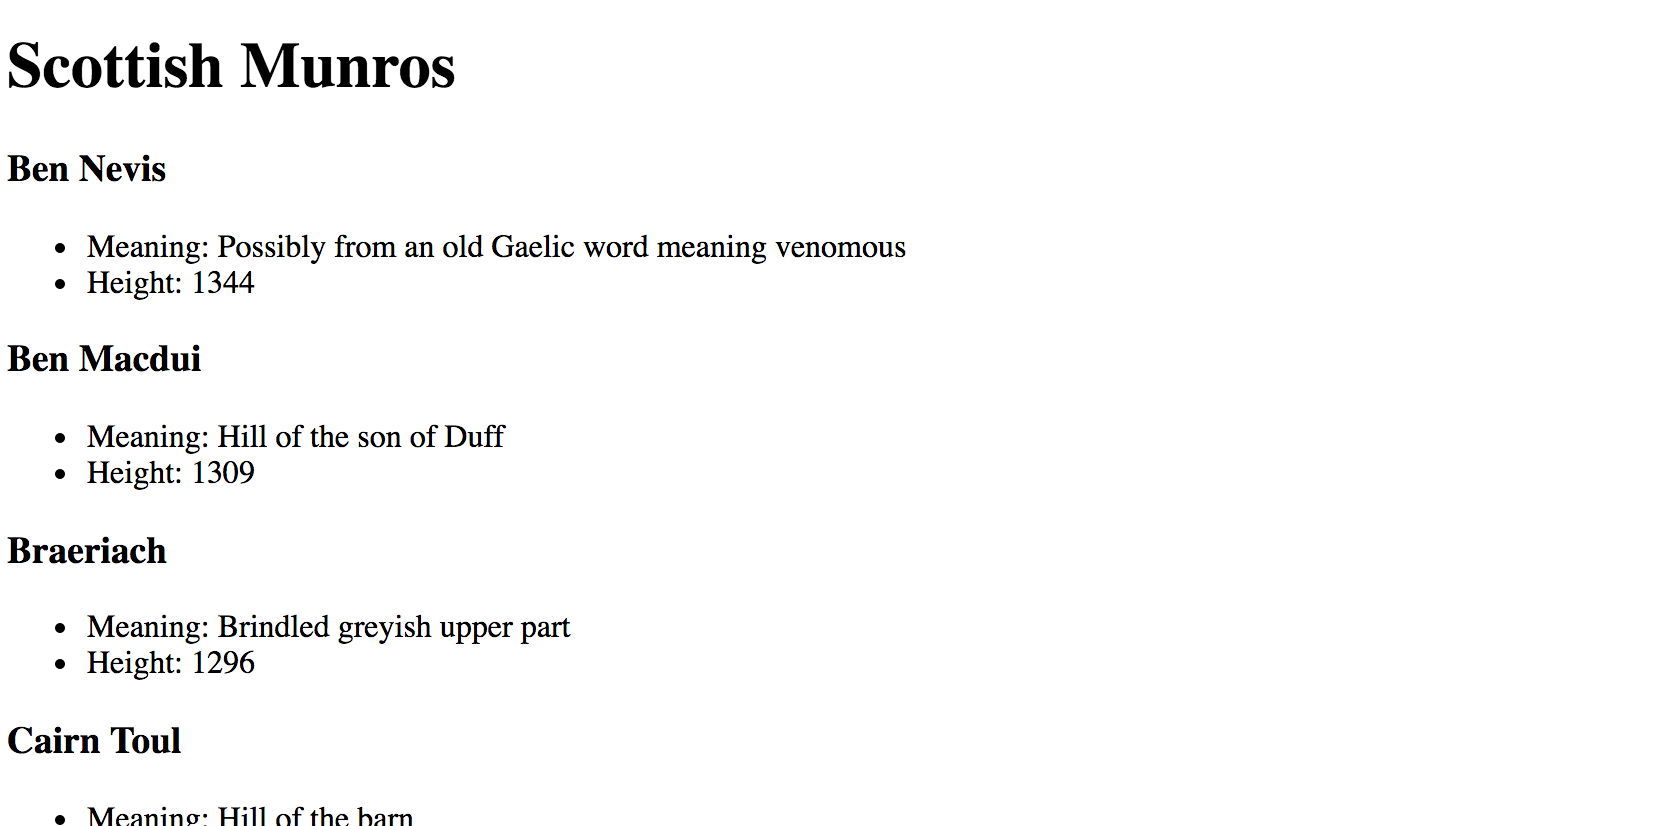 Scottish Munros
Ben Nevis
• Meaning: Possibly from an old Gaelic word meaning venomous
• Height: 1344
Ben Macdui
• Meaning: Hill of the son of Duff
• Height: 1309
Braeriach
• Meaning: Brindled greyish upper part
• Height: 1296
Cairn Toul
• Meaning: Hill of the barn